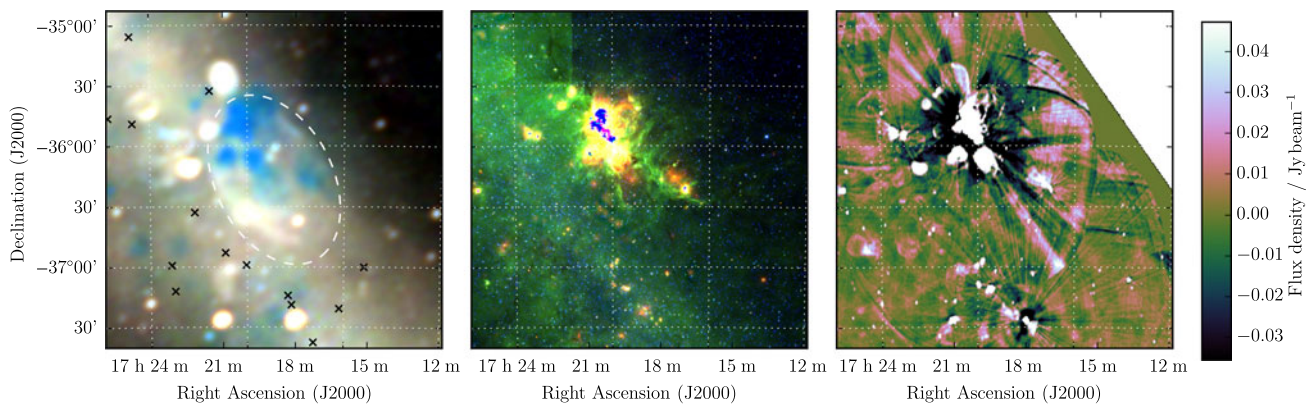 −35°00'
30'
−36°00'
30'
−37°00'
30'
Declination (J2000)
17 h 24 m 21 m 18 m 15 m 12 m
Right Ascension (J2000)
17 h 24 m 21 m 18 m 15 m 12 m
Right Ascension (J2000)
17 h 24 m 21 m 18 m 15 m 12 m
Right Ascension (J2000)
0.04
0.03
0.02
0.01
0.00
−0.01
−0.02
−0.03
Flux density / Jy beam⁻¹